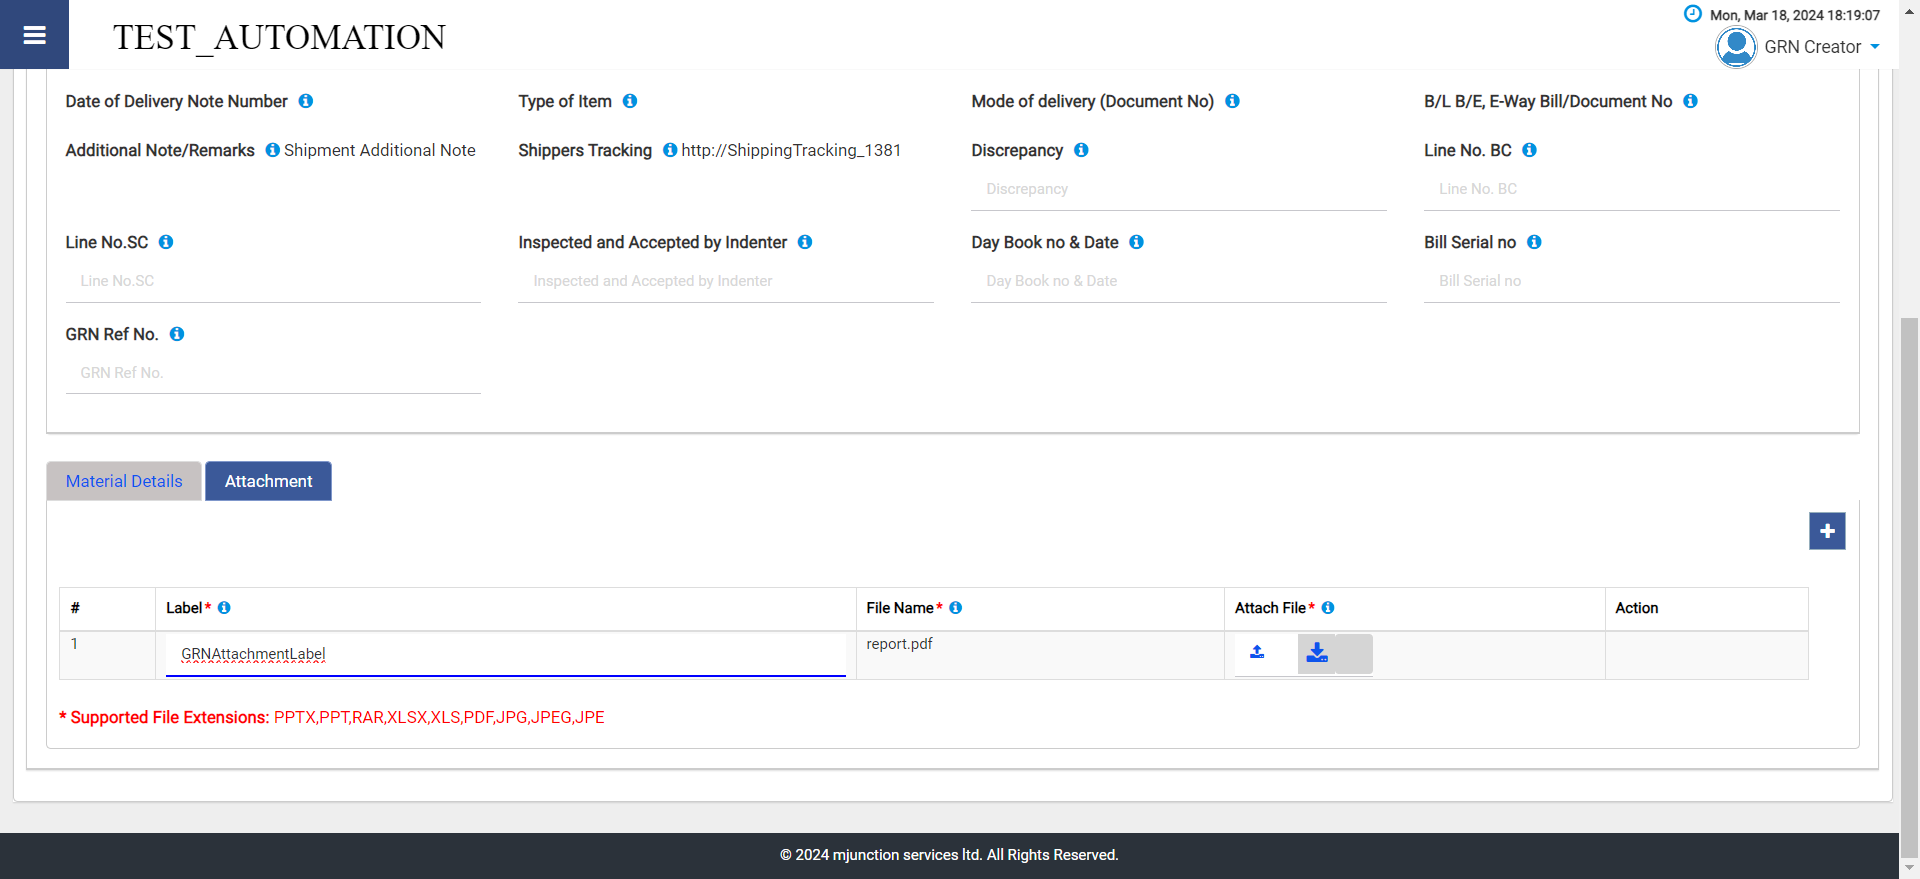 TEST_AUTOMATION
Mon, Mar 18, 2024 18:19:07
GRN Creator
Date of Delivery Note Number
Type of Item
Mode of delivery (Document No)
B/L B/E, E-Way Bill/Document No
Additional Note/Remarks Shipment Additional Note
Shippers Tracking http://ShippingTracking_1381
Discrepancy
Discrepancy
Line No. BC
Line No. BC
Line No.SC
Line No.SC
Inspected and Accepted by Indenter
Inspected and Accepted by Indenter
Day Book no & Date
Day Book no & Date
Bill Serial no
Bill Serial no
GRN Ref No.
GRN Ref No.
Material Details
Attachment
# Label* File Name* Attach File* Action
1 GRNAttachmentLabel report.pdf
* Supported File Extensions: PPTX,PPT,RAR,XLSX,XLS,PDF,JPG,JPEG,JPE
© 2024 mjunction services ltd. All Rights Reserved.